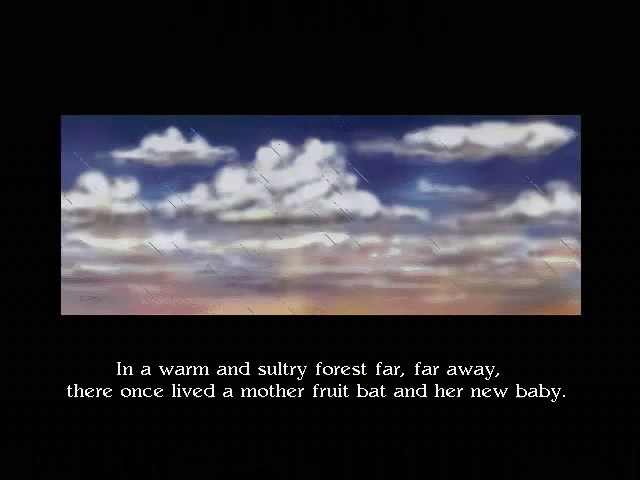 In a warm and sultry forest far, far away,
there once lived a mother fruit bat and her new baby.